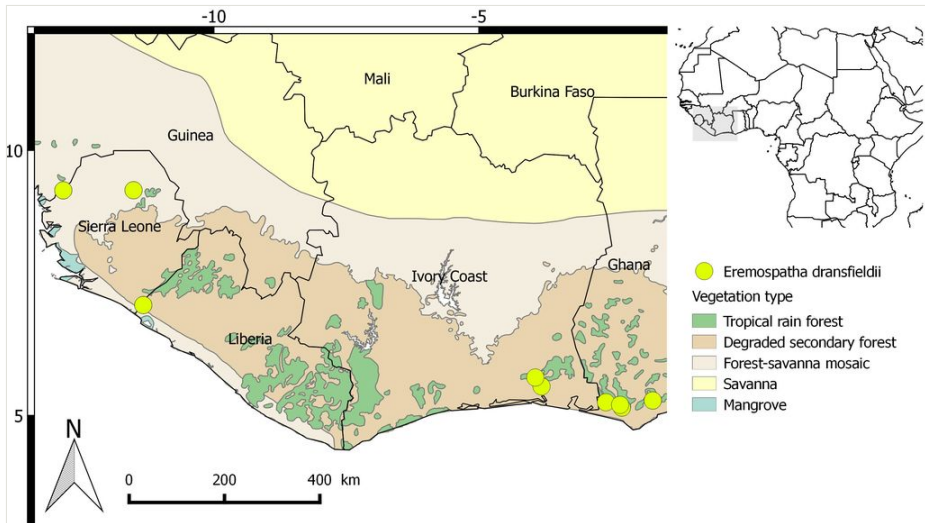 -10
-5
Mali
Burkina Faso
Guinea
10
Sierra Leone
Ghana
Ivory Coast
Liberia
5
N
0
200
400 km
Eremospatha dransfieldii
Vegetation type
Tropical rain forest
Degraded secondary forest
Forest-savanna mosaic
Savanna
Mangrove